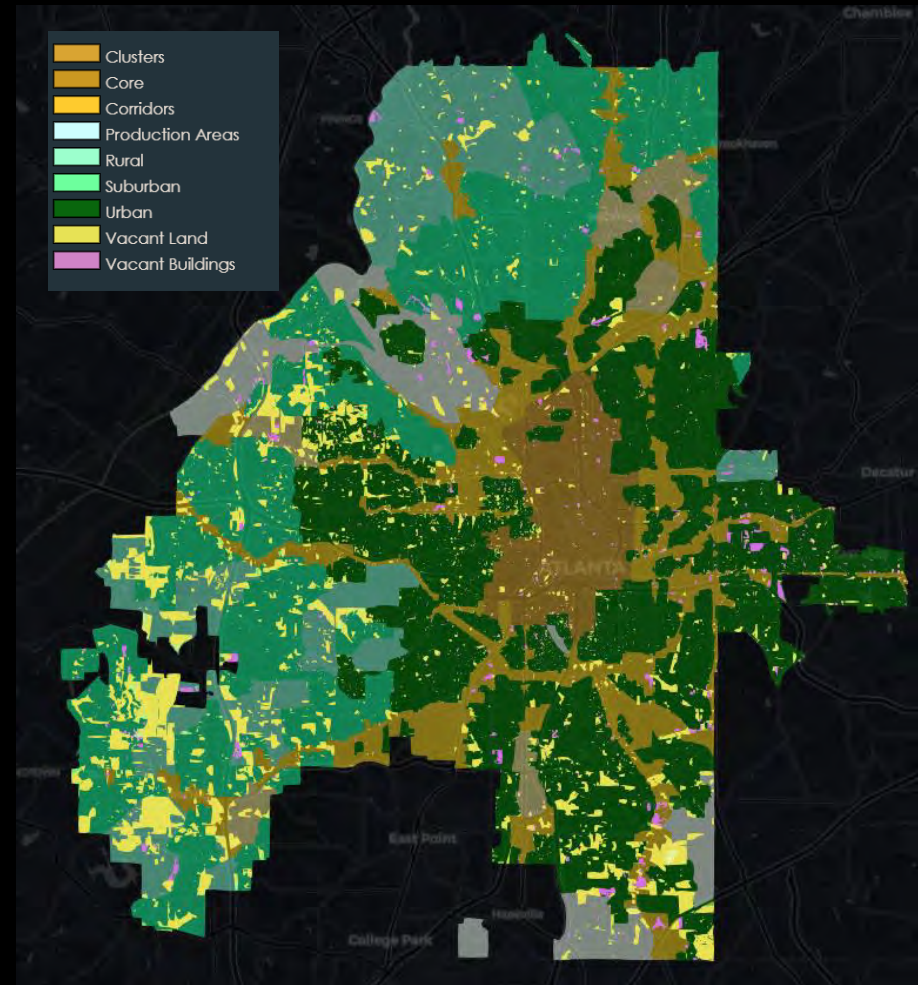 Chamblee
Clusters
Core
Corridors
Production Areas
Rural
Suburban
Urban
Vacant Land
Vacant Buildings
Decatur
ATLANTA
East Point
Hapeville
College Park